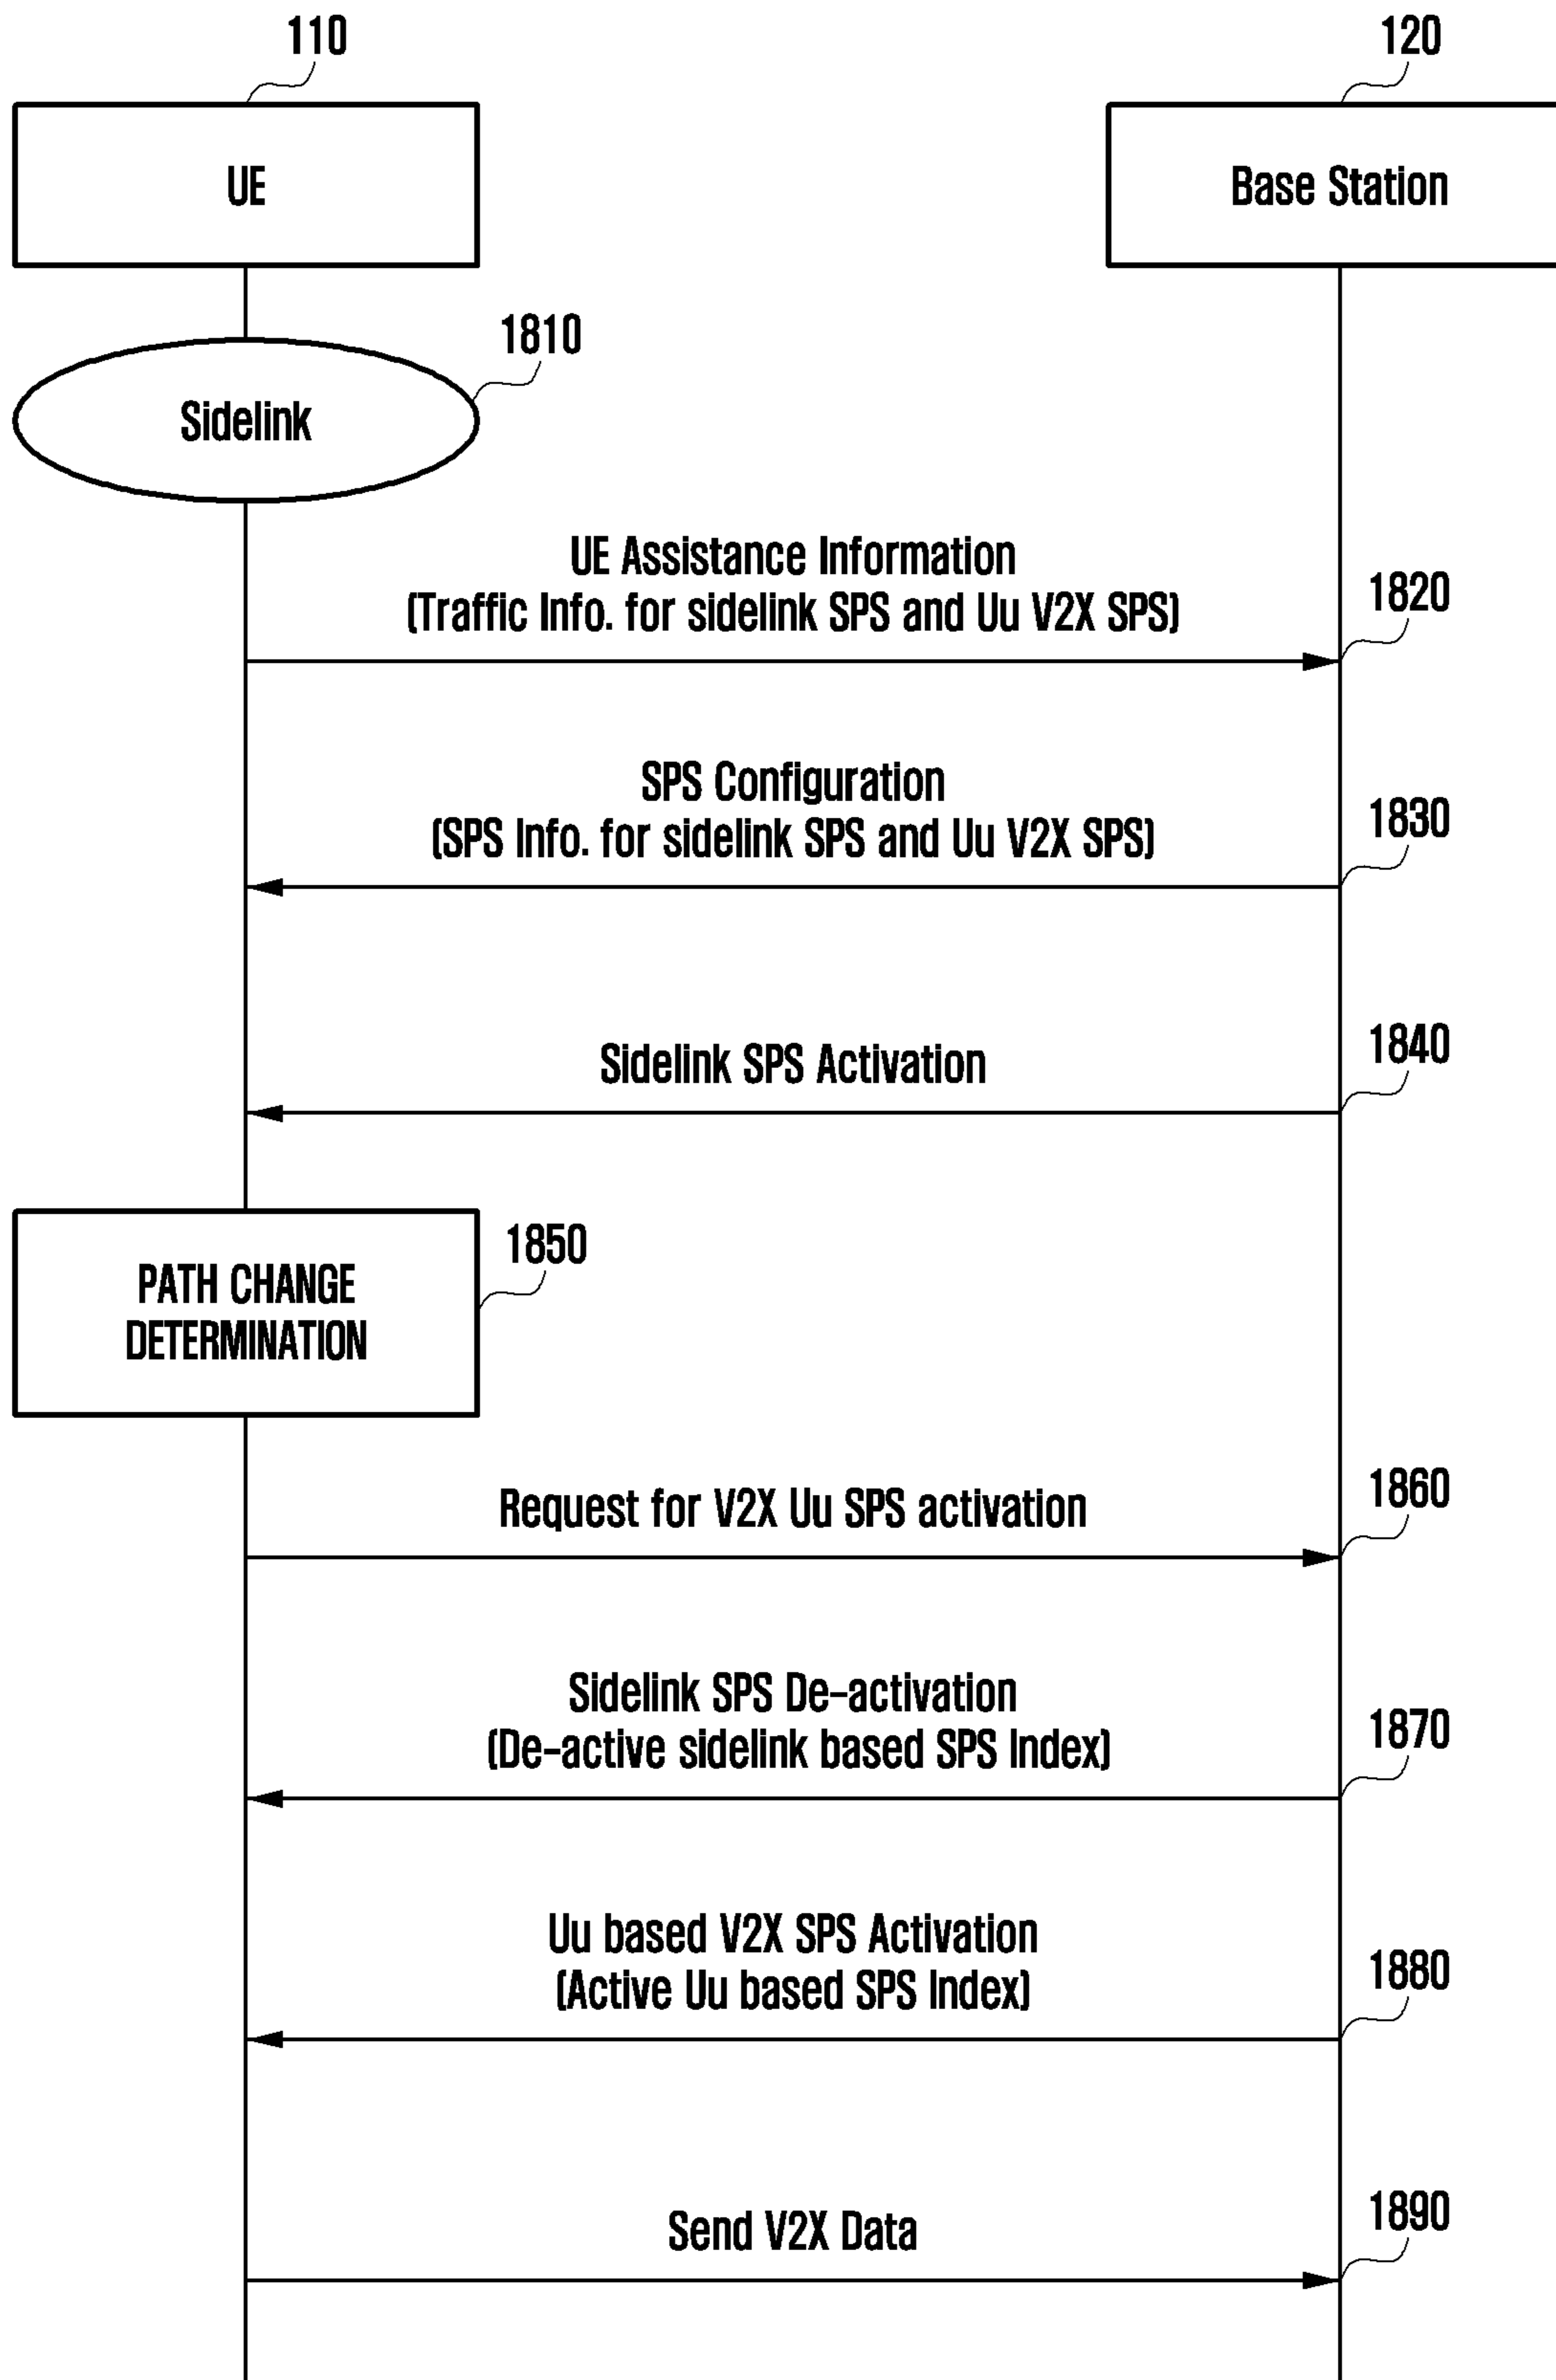 110
120
UE
Base Station
1810
Sidelink
UE Assistance Information
(Traffic Info. for sidelink SPS and Uu V2X SPS)
1820
SPS Configuration
(SPS Info. for sidelink SPS and Uu V2X SPS)
1830
Sidelink SPS Activation
1840
PATH CHANGE
DETERMINATION
1850
Request for V2X Uu SPS activation
1860
Sidelink SPS De-activation
(De-active sidelink based SPS Index)
1870
Uu based V2X SPS Activation
(Active Uu based SPS Index)
1880
Send V2X Data
1890